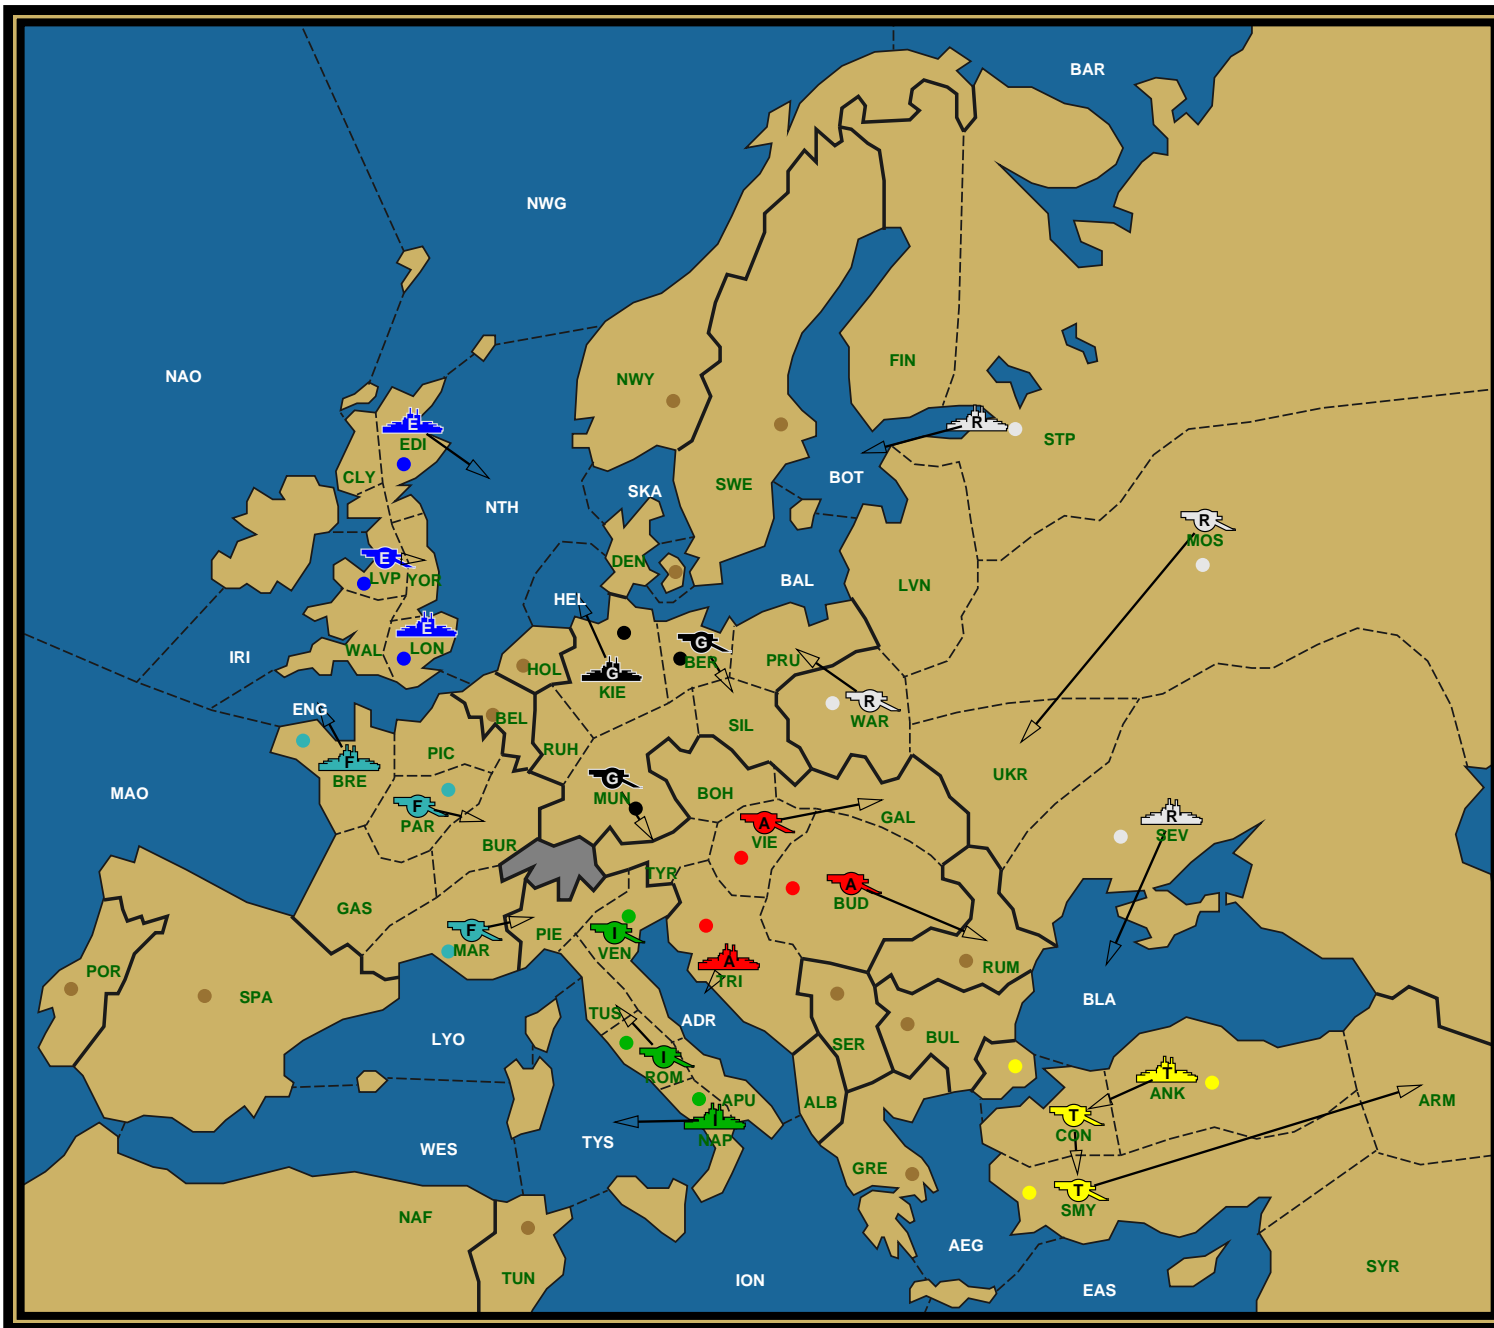 BAR
NWG
NAO
FIN
NWY
E
EDI
R
STP
CLY
SWE
BOT
SKA
NTH
R
MOS
E
LVP
YOR
DEN
BAL
LVN
HEL
E
LON
WAL
IRI
HOL
G
KIE
G
BER
PRU
R
WAR
ENG
BEL
SIL
PIC
RUH
F
BRE
UKR
G
MUN
BOH
MAO
F
PAR
A
VIE
GAL
R
SEV
BUR
TYR
A
BUD
GAS
F
MAR
PIE
I
VEN
A
TRI
RUM
POR
SPA
BLA
TUS
ADR
LYO
SER
BUL
I
ROM
T
ANK
ARM
APU
ALB
I
NAP
T
CON
TYS
WES
GRE
T
SMY
NAF
AEG
SYR
TUN
ION
EAS